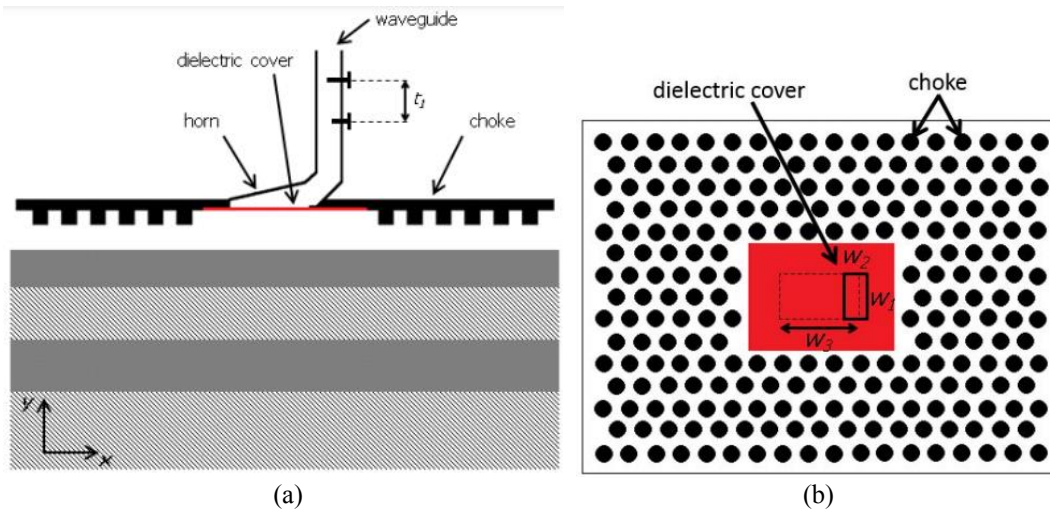 waveguide
dielectric cover
t₁
horn
choke
y
x
(a)
dielectric cover
choke
w₂
w₁
w₃
(b)